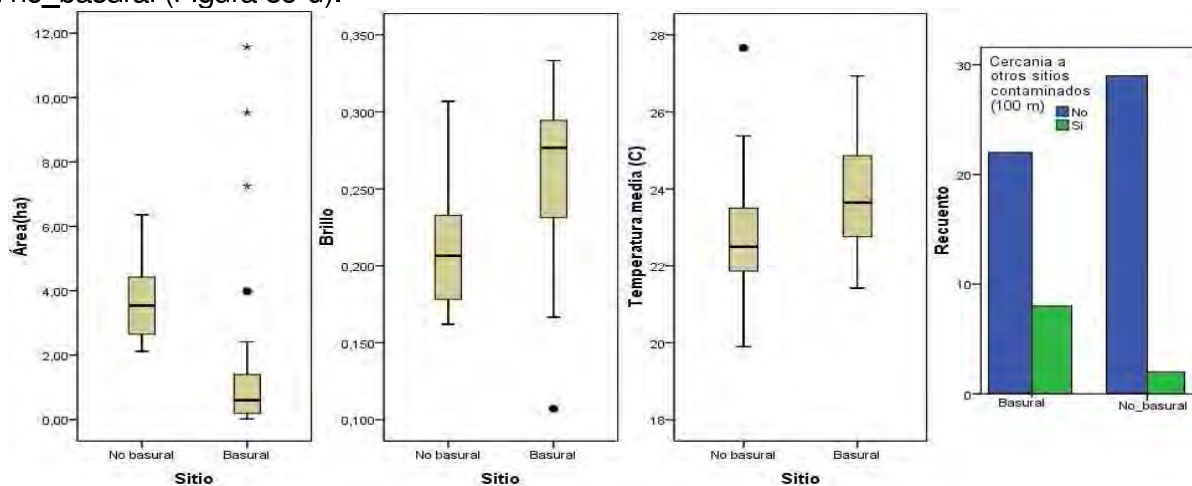 no_basural (Figura
12,00
10,00
8,00
6,00
4,00
2,00
0,00
Área(ha)
No basural Basural
Sitio
0,350
0,300
0,250
0,200
0,150
0,100
Brillo
No basural Basural
Sitio
28
26
24
22
20
18
Temperatura media (C)
No basural Basural
Sitio
Cercania a
otros sitios
contaminados
(100 m)
No
Si
30
20
10
0
Recuento
Basural No_basural